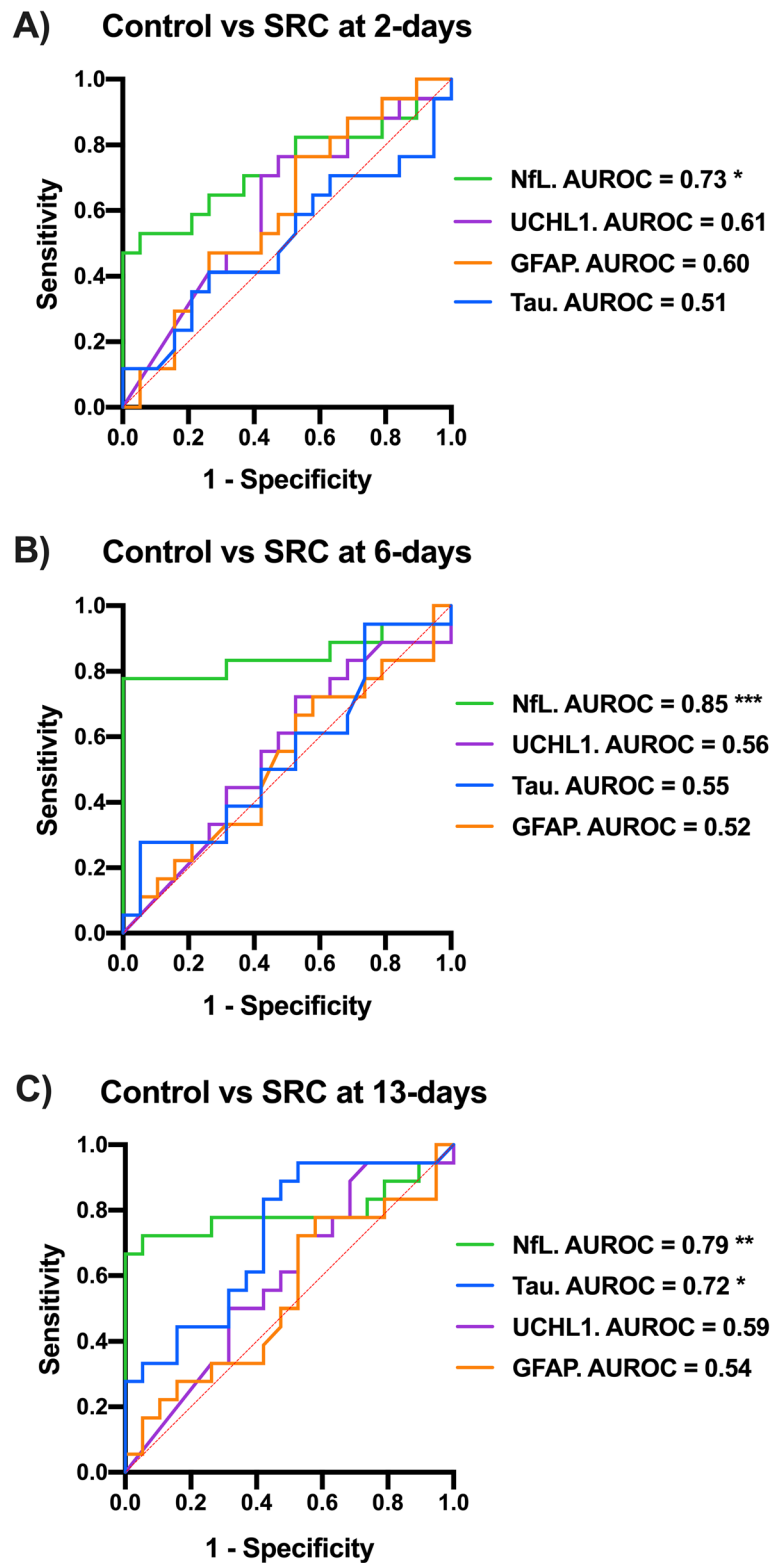 A) Control vs SRC at 2-days
1.0
0.8
0.6
0.4
0.2
0.0
Sensitivity
0.0 0.2 0.4 0.6 0.8 1.0
1 - Specificity
NfL. AUROC = 0.73 *
UCHL1. AUROC = 0.61
GFAP. AUROC = 0.60
Tau. AUROC = 0.51
B) Control vs SRC at 6-days
1.0
0.8
0.6
0.4
0.2
0.0
Sensitivity
0.0 0.2 0.4 0.6 0.8 1.0
1 - Specificity
NfL. AUROC = 0.85 ***
UCHL1. AUROC = 0.56
Tau. AUROC = 0.55
GFAP. AUROC = 0.52
C) Control vs SRC at 13-days
1.0
0.8
0.6
0.4
0.2
0.0
Sensitivity
0.0 0.2 0.4 0.6 0.8 1.0
1 - Specificity
NfL. AUROC = 0.79 **
Tau. AUROC = 0.72 *
UCHL1. AUROC = 0.59
GFAP. AUROC = 0.54